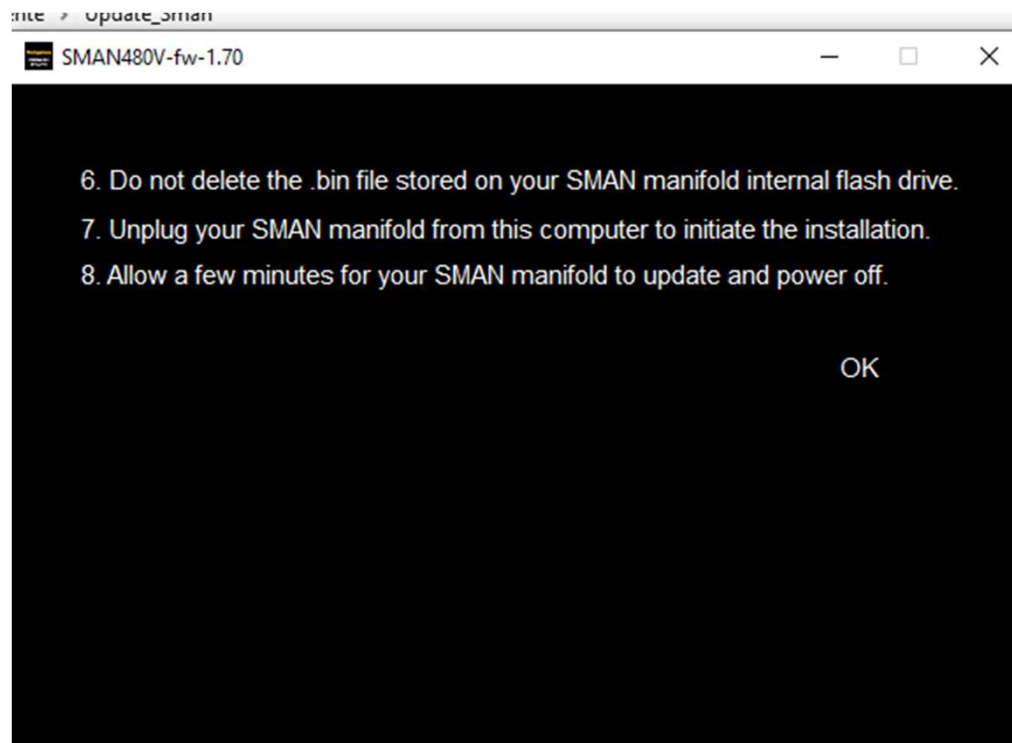 Update_Sman
SMAN480V-fw-1.70
6. Do not delete the .bin file stored on your SMAN manifold internal flash drive.
7. Unplug your SMAN manifold from this computer to initiate the installation.
8. Allow a few minutes for your SMAN manifold to update and power off.
OK